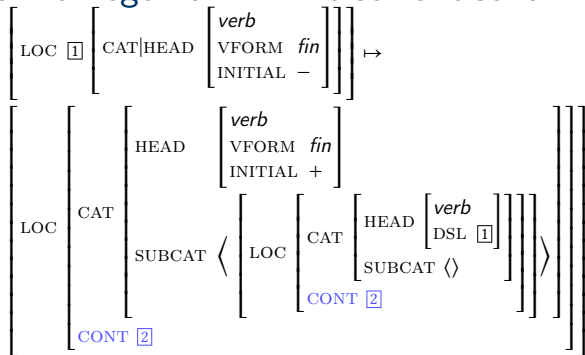 verb
LOC 1 CAT|HEAD VFORM fin ↦
INITIAL −
verb
HEAD VFORM fin
INITIAL +
CAT
LOC
HEAD verb
CAT DSL 1
SUBCAT ⟨ LOC SUBCAT ⟨⟩ ⟩
CONT 2
CONT 2